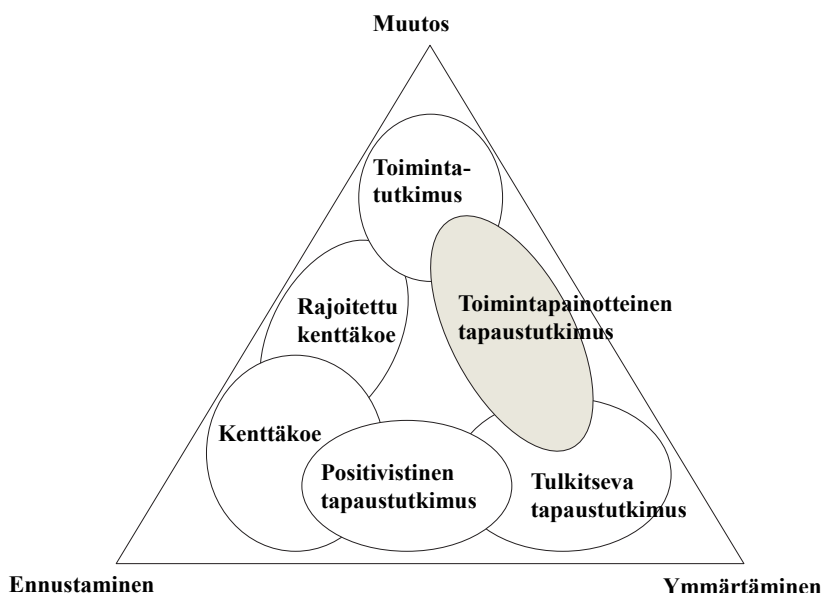 Muutos
Toiminta-
tutkimus
Rajoitettu
kenttäkoe
Toimintapainotteinen
tapaustutkimus
Kenttäkoe
Positivistinen
tapaustutkimus
Tulkitseva
tapaustutkimus
Ennustaminen
Ymmärtäminen